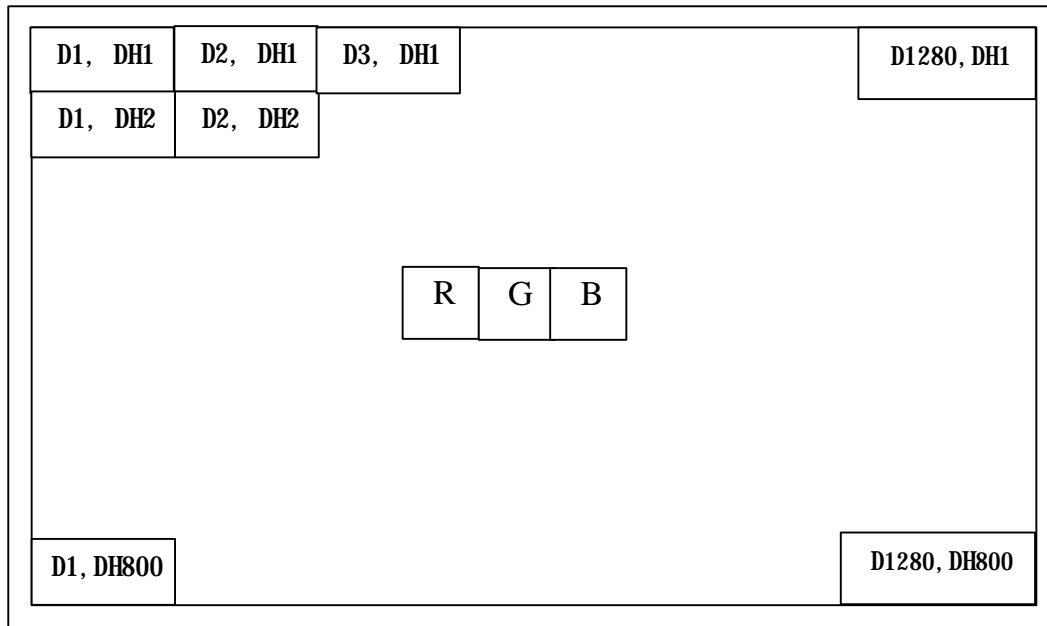 D1, DH1 D2, DH1 D3, DH1 D1280,DH1
D1, DH2 D2, DH2
R G B
D1,DH800 D1280,DH800